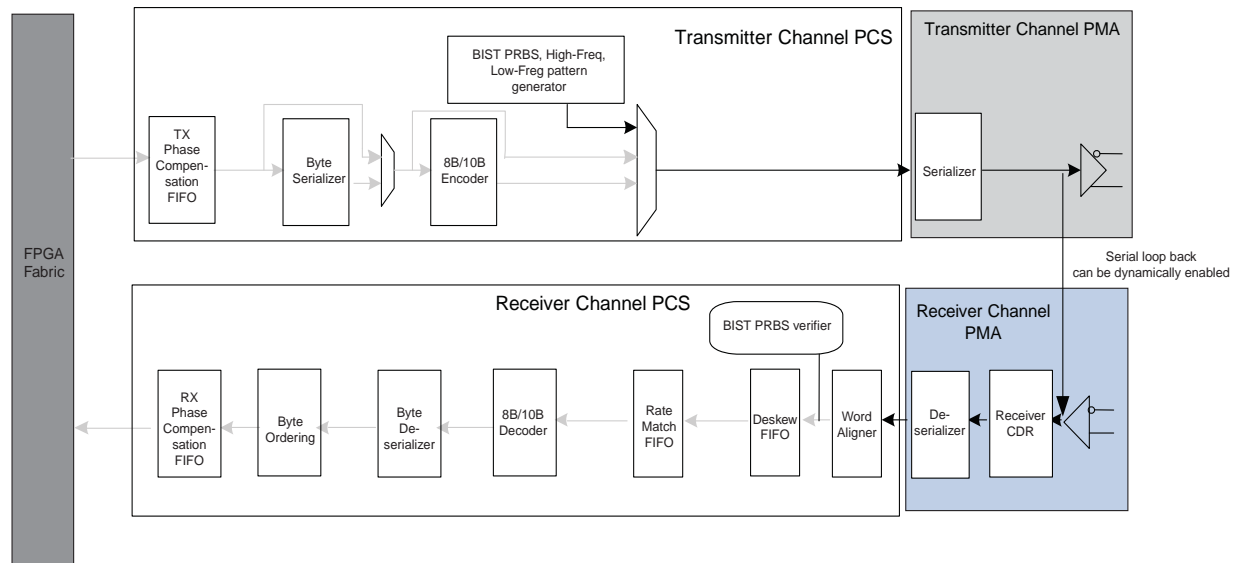 Transmitter Channel PCS
Transmitter Channel PMA
BIST PRBS, High-Freq,
Low-Freg pattern
generator
TX
Phase
Compen-
sation
FIFO
Byte
Serializer
8B/10B
Encoder
Serializer
FPGA
Fabric
Serial loop back
can be dynamically enabled
Receiver Channel PCS
Receiver Channel
PMA
BIST PRBS verifier
RX
Phase
Compen-
sation
FIFO
Byte
Ordering
Byte
De-
serializer
8B/10B
Decoder
Rate
Match
FIFO
Deskew
FIFO
Word
Aligner
De-
serializer
Receiver
CDR